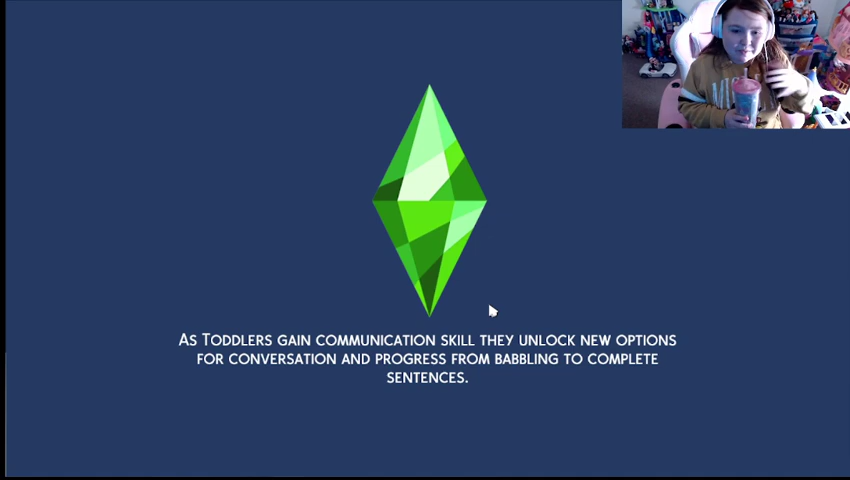 As Toddlers gain communication skill they unlock new options
for conversation and progress from babbling to complete
sentences.